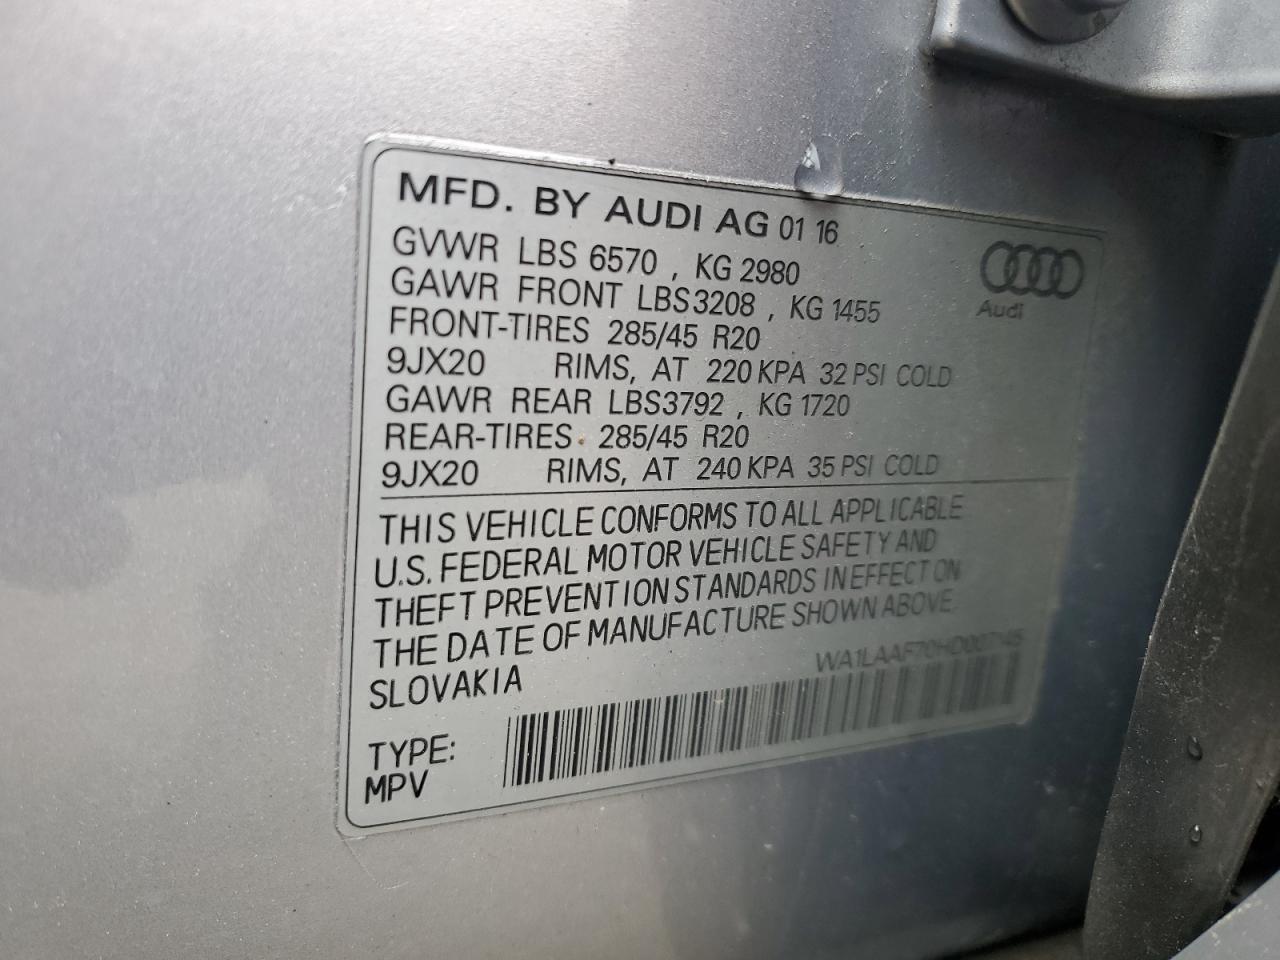 MFD. BY AUDI AG 01 16
GVWR LBS 6570 , KG 2980
GAWR FRONT LBS3208 , KG 1455
FRONT-TIRES 285/45 R20
9JX20 RIMS, AT 220 KPA 32 PSI COLD
GAWR REAR LBS3792 , KG 1720
REAR-TIRES 285/45 R20
9JX20 RIMS, AT 240 KPA 35 PSI COLD
Audi
THIS VEHICLE CONFORMS TO ALL APPLICABLE
U.S. FEDERAL MOTOR VEHICLE SAFETY AND
THEFT PREVENTION STANDARDS IN EFFECT ON
THE DATE OF MANUFACTURE SHOWN ABOVE.
SLOVAKIA
TYPE:
MPV